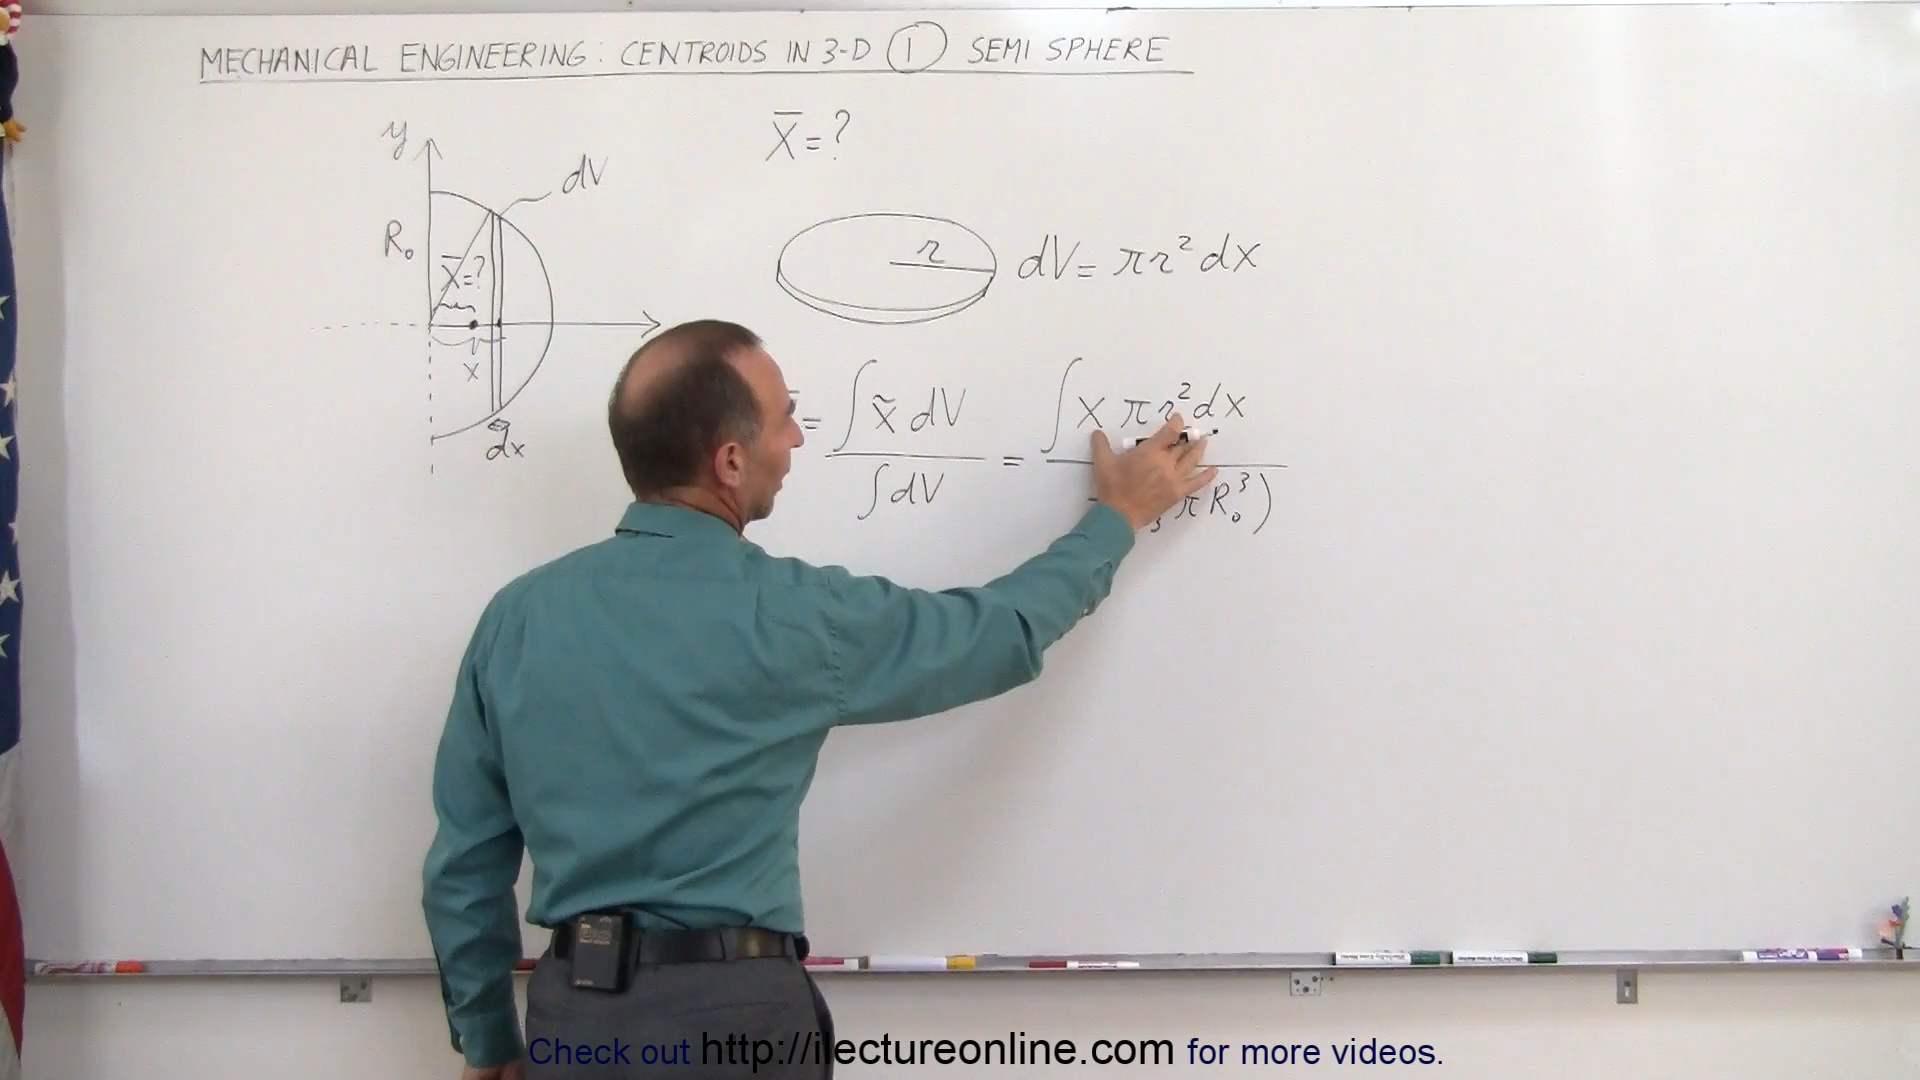 MECHANICAL ENGINEERING: CENTROIDS IN 3-D ① SEMI SPHERE
y
dV
R₀
X̄=?
x
dx
X̄=?
r
dV= πr²dx
= ∫x̃ dV / ∫dV = ∫x πr²dx / π R₀³)
Check out http://ilectureonline.com for more videos.